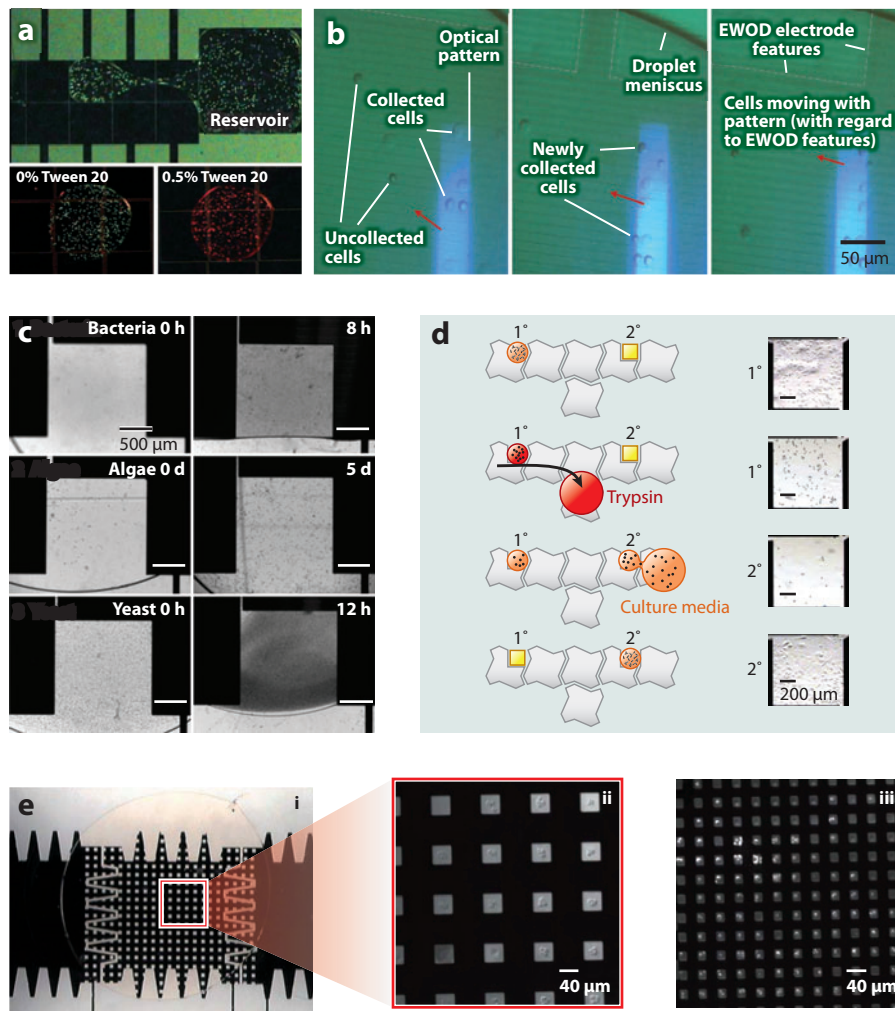 a
Reservoir
0% Tween 20
0.5% Tween 20
b
Optical
pattern
Collected
cells
Uncollected
cells
Droplet
meniscus
Newly
collected
cells
EWOD electrode
features
Cells moving with
pattern (with regard
to EWOD features)
50 µm
c
Bacteria 0 h
8 h
500 µm
Algae 0 d
5 d
Yeast 0 h
12 h
d
1˚
2˚
1˚
1˚
2˚
Trypsin
1˚
1˚
2˚
Culture media
2˚
1˚
2˚
2˚
200 µm
e
i
ii
40 µm
iii
40 µm